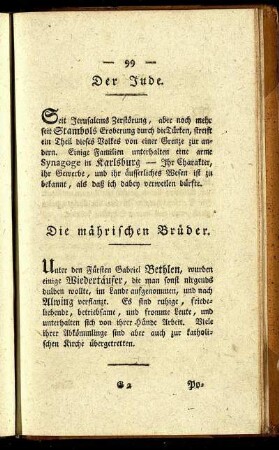 — 99 —
Der Jude.
Seit Jerusalems Zerstörung, aber noch mehr
seit Stambols Eroberung durch die Türken, streift
ein Theil dieses Volkes von einer Grenze zur an-
dern. Einige Familien unterhalten eine arme
Synagoge in Karlsburg — Ihr Charakter,
ihr Gewerbe, und ihr äusserliches Wesen ist zu
bekannt, als daß ich dabey verweilen dürfte.
Die mährischen Brüder.
Unter den Fürsten Gabriel Bethlen, wurden
einige Wiedertäufer, die man sonst nirgends
dulden wollte, im Lande aufgenommen, und nach
Alwing versetzt. Es sind ruhige, friede-
liebende, betriebsame, und fromme Leute, und
unterhalten sich von ihrer Hände Arbeit. Viele
ihrer Abkömmlinge sind aber auch zur katholi-
schen Kirche übergetretten.
G 2 Po-